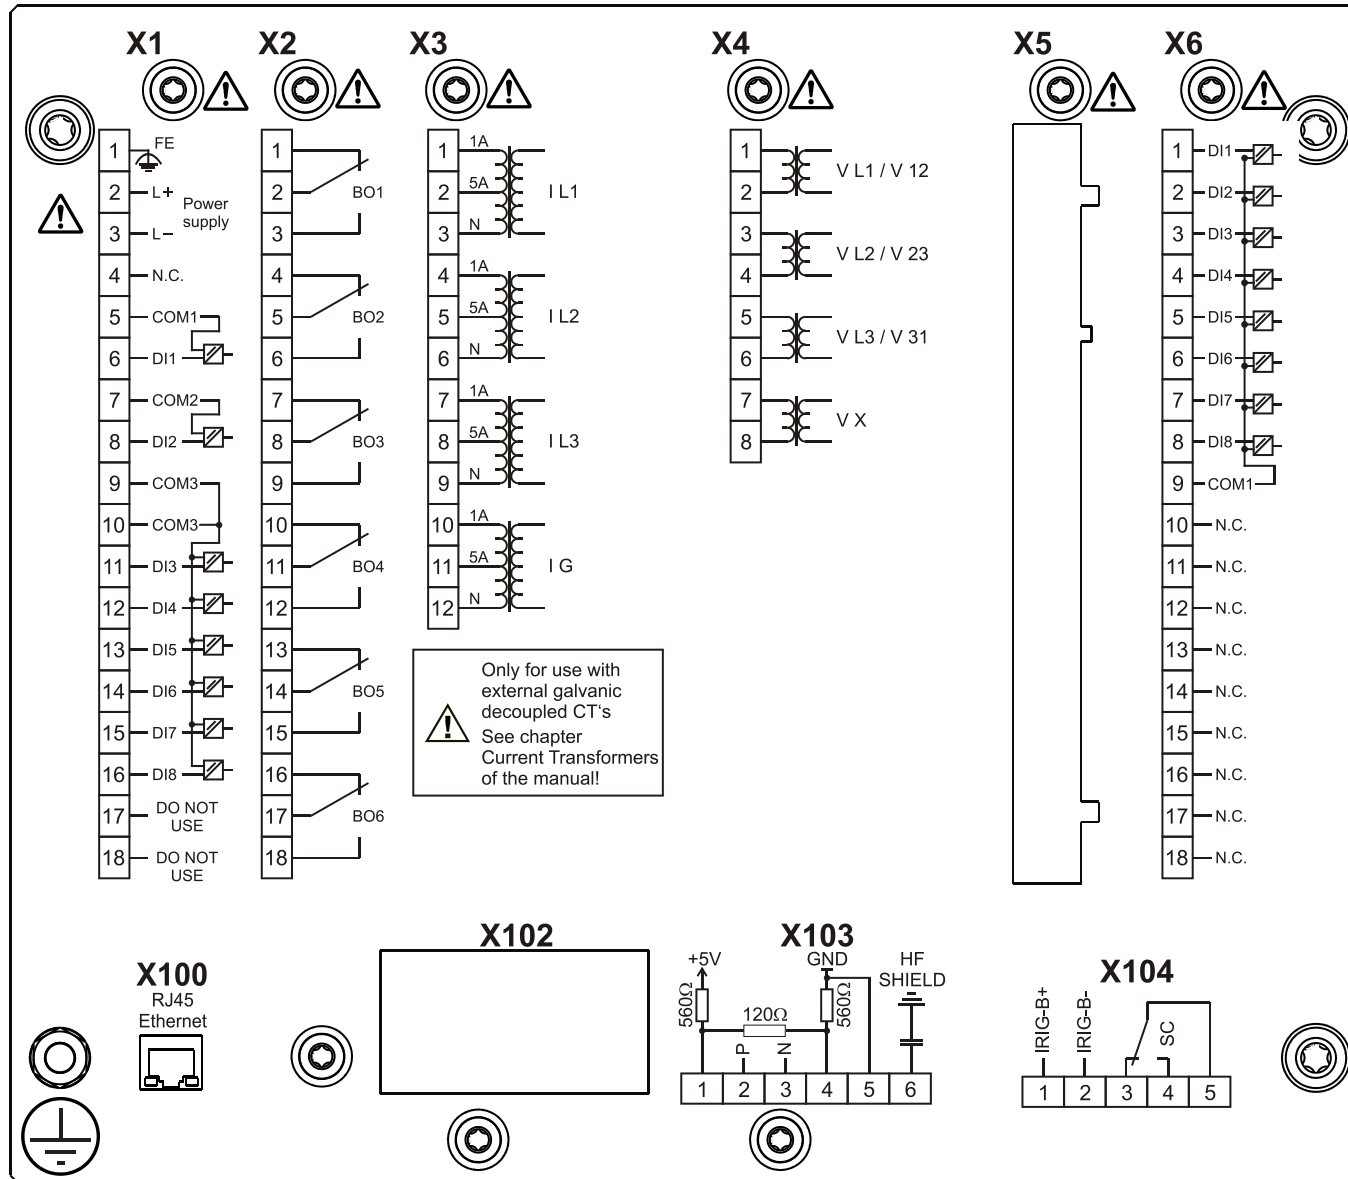 X1 X2 X3 X4 X5 X6
1 FE
2 L+
3 L−
Power
supply
4 N.C.
5 COM1
6 DI1
7 COM2
8 DI2
9 COM3
10 COM3
11 DI3
12 DI4
13 DI5
14 DI6
15 DI7
16 DI8
17 DO NOT
USE
18 DO NOT
USE
1
2 BO1
3
4
5 BO2
6
7
8 BO3
9
10
11 BO4
12
13
14 BO5
15
16
17 BO6
18
1 1A
2 5A I L1
3 N
4 1A
5 5A I L2
6 N
7 1A
8 5A I L3
9 N
10 1A
11 5A I G
12 N
Only for use with
external galvanic
decoupled CT's
See chapter
Current Transformers
of the manual!
1
V L1 / V 12
2
3
V L2 / V 23
4
5
V L3 / V 31
6
7
V X
8
1 DI1
2 DI2
3 DI3
4 DI4
5 DI5
6 DI6
7 DI7
8 DI8
9 COM1
10 N.C.
11 N.C.
12 N.C.
13 N.C.
14 N.C.
15 N.C.
16 N.C.
17 N.C.
18 N.C.
X100
RJ45
Ethernet
X102
X103
+5V GND HF
SHIELD
560Ω 120Ω 560Ω
P N
1 2 3 4 5 6
X104
IRIG-B+ IRIG-B- SC
1 2 3 4 5